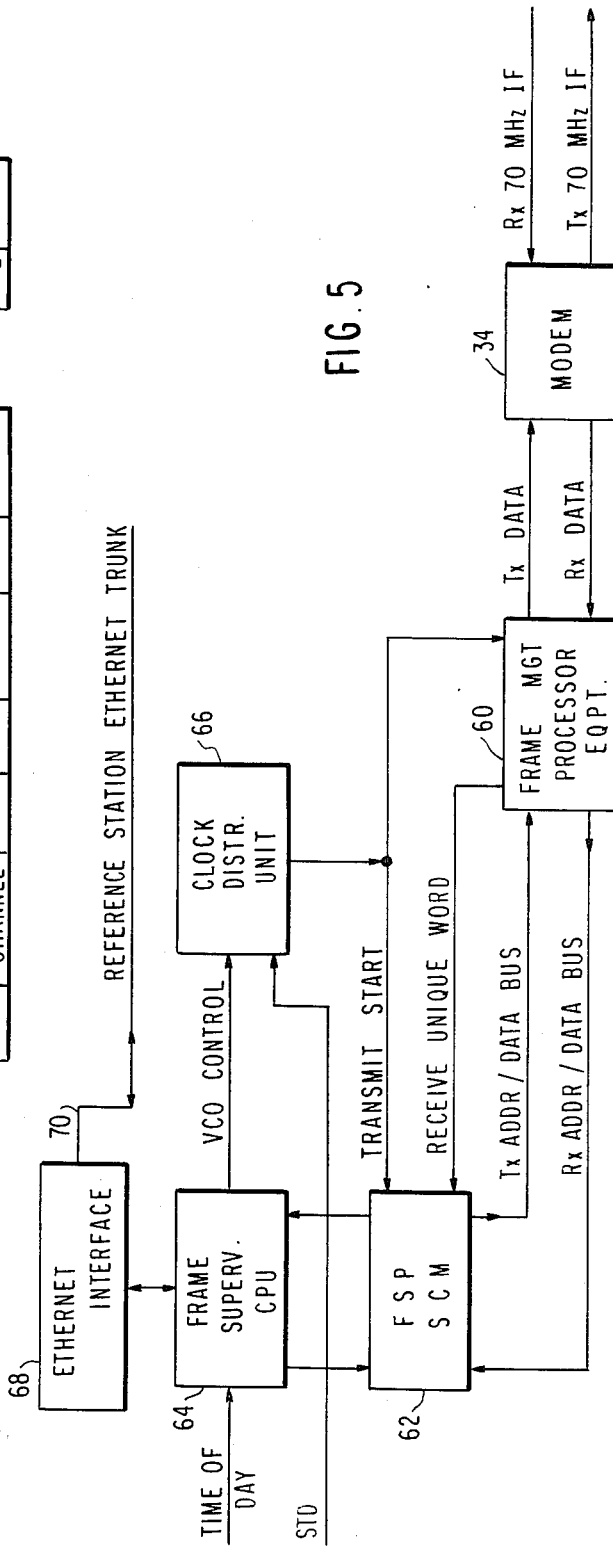 CHANNEL
FIG. 5
68
ETHERNET
INTERFACE
70
REFERENCE STATION ETHERNET TRUNK
TIME OF
DAY
STD
64
FRAME
SUPERV.
CPU
VCO CONTROL
66
CLOCK
DISTR.
UNIT
62
FSP
SCM
TRANSMIT START
RECEIVE UNIQUE WORD
Tx ADDR/DATA BUS
Rx ADDR/DATA BUS
60
FRAME MGT
PROCESSOR
EQPT.
Tx DATA
Rx DATA
34
MODEM
Rx 70 MHz IF
Tx 70 MHz IF